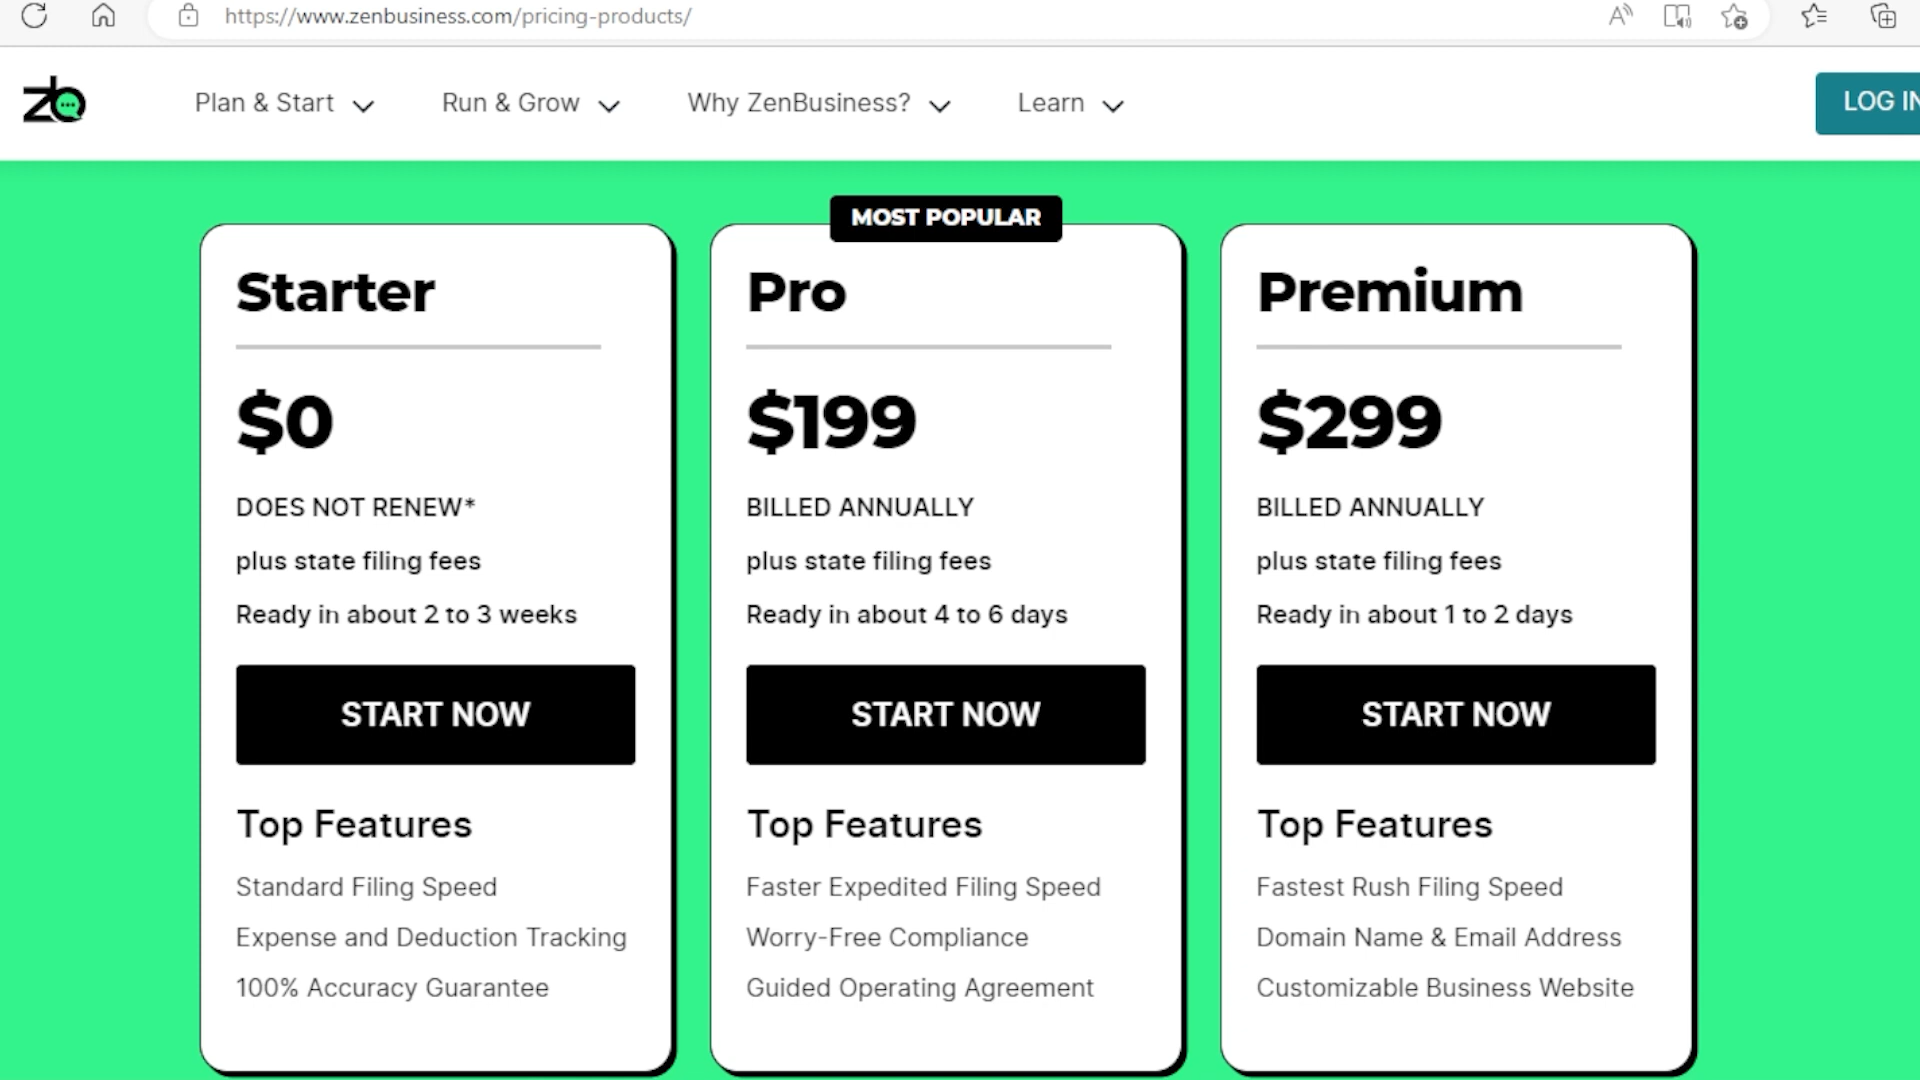 https://www.zenbusiness.com/pricing-products/
zb
Plan & Start
Run & Grow
Why ZenBusiness?
Learn
LOG IN
MOST POPULAR
Starter
$0
DOES NOT RENEW*
plus state filing fees
Ready in about 2 to 3 weeks
START NOW
Top Features
Standard Filing Speed
Expense and Deduction Tracking
100% Accuracy Guarantee
Pro
$199
BILLED ANNUALLY
plus state filing fees
Ready in about 4 to 6 days
START NOW
Top Features
Faster Expedited Filing Speed
Worry-Free Compliance
Guided Operating Agreement
Premium
$299
BILLED ANNUALLY
plus state filing fees
Ready in about 1 to 2 days
START NOW
Top Features
Fastest Rush Filing Speed
Domain Name & Email Address
Customizable Business Website